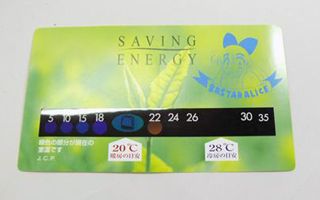 SAVING
ENERGY
BASTARALICE
5 10 15 18 22 24 26 30 35
緑色の部分が現在の
室温です
J.C.P.
20℃
暖房の目安
28℃
冷房の目安